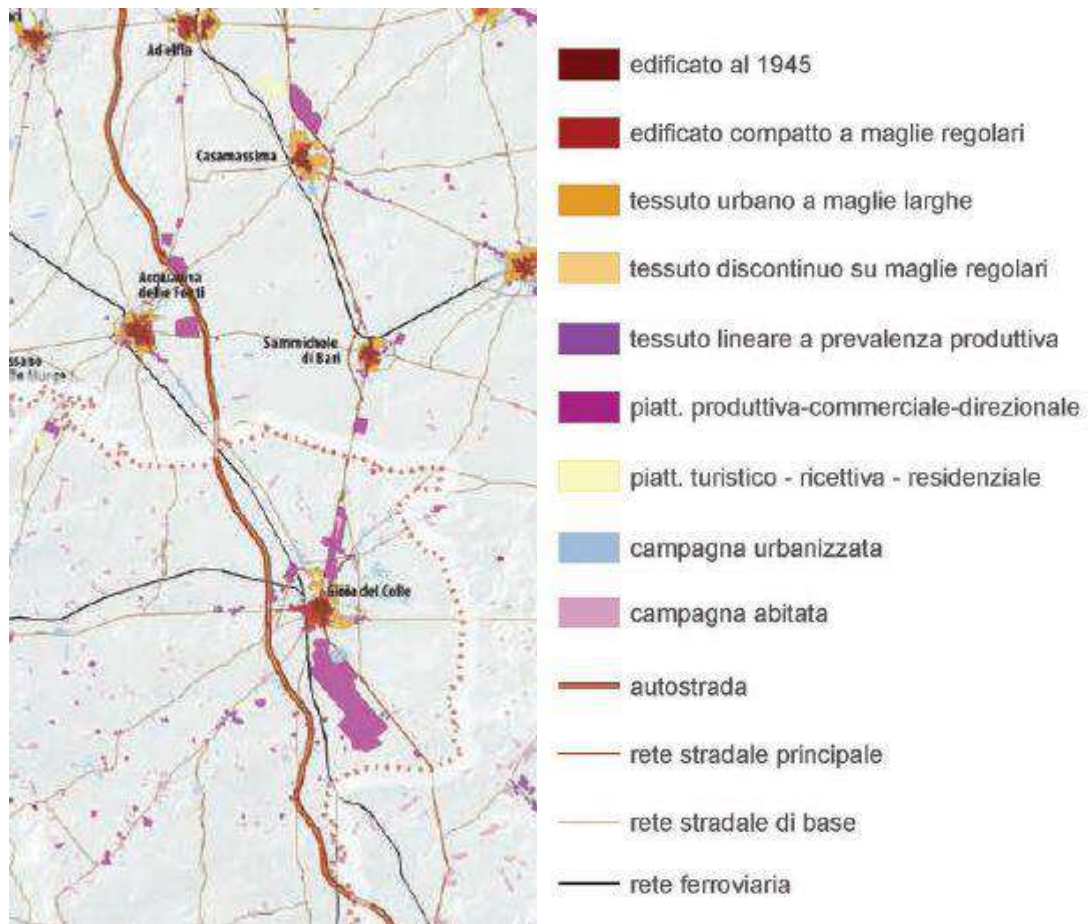 Adelfia
Casamassima
Acquaviva
delle Fonti
Sammichele
di Bari
ssano
Gioia del Colle
edificato al 1945
edificato compatto a maglie regolari
tessuto urbano a maglie larghe
tessuto discontinuo su maglie regolari
tessuto lineare a prevalenza produttiva
piatt. produttiva-commerciale-direzionale
piatt. turistico - ricettiva - residenziale
campagna urbanizzata
campagna abitata
autostrada
rete stradale principale
rete stradale di base
rete ferroviaria